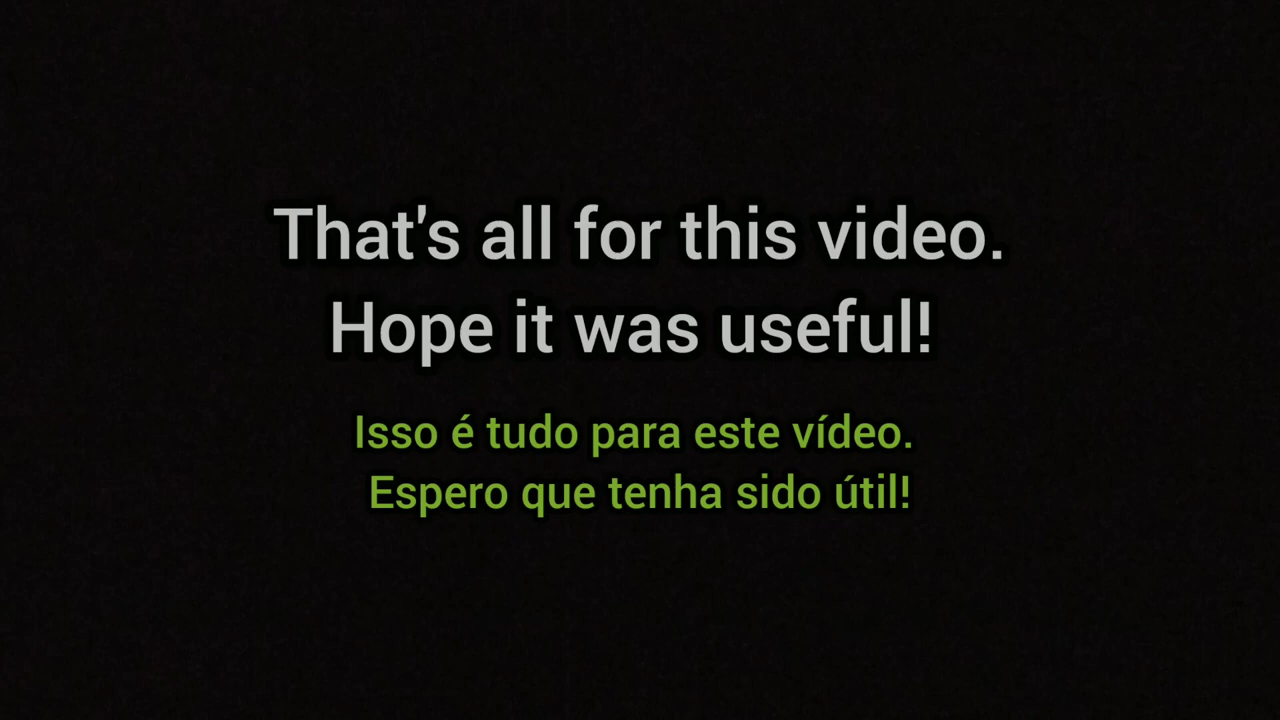 That's all for this video.
Hope it was useful!
Isso é tudo para este vídeo.
Espero que tenha sido útil!